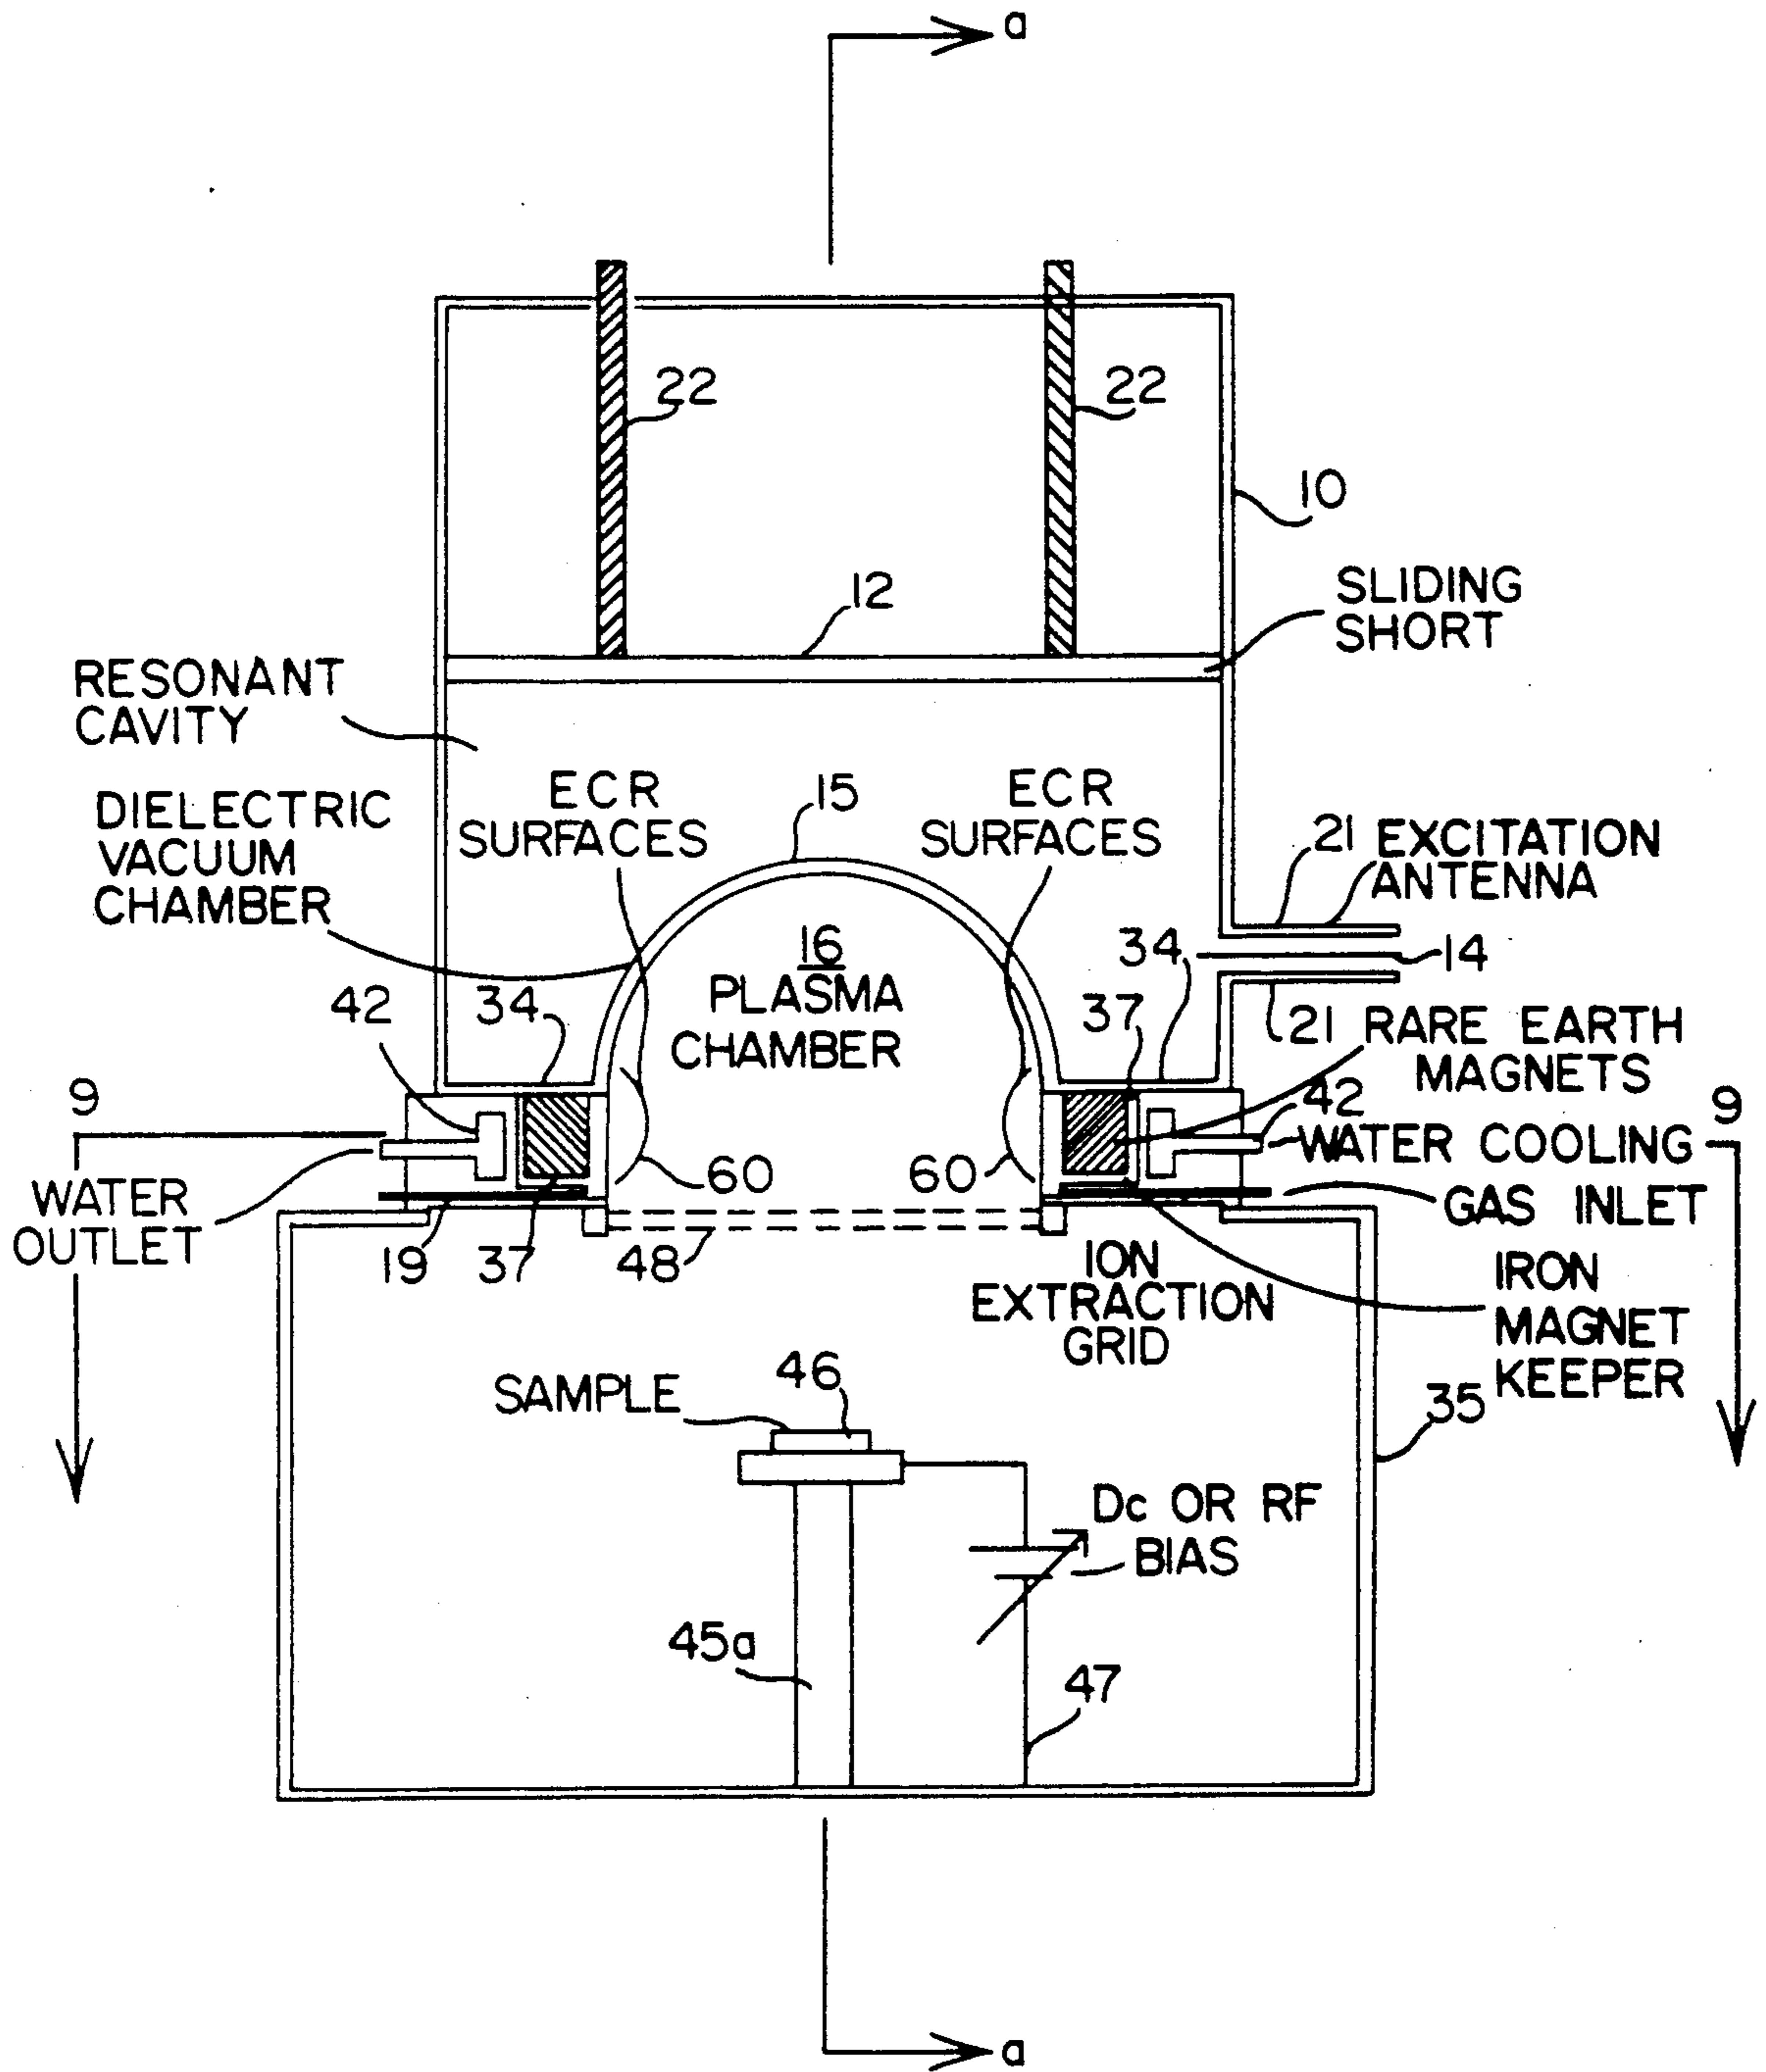 a
22
22
10
12
SLIDING
SHORT
RESONANT
CAVITY
DIELECTRIC
VACUUM
CHAMBER
ECR
SURFACES
15
ECR
SURFACES
21 EXCITATION
ANTENNA
16
PLASMA
CHAMBER
34
14
42
34
37
21 RARE EARTH
MAGNETS
9
42
9
WATER COOLING
60
60
WATER
OUTLET
GAS INLET
19
37
48
ION
EXTRACTION
GRID
IRON
MAGNET
KEEPER
SAMPLE
46
35
Dc OR RF
BIAS
45a
47
a